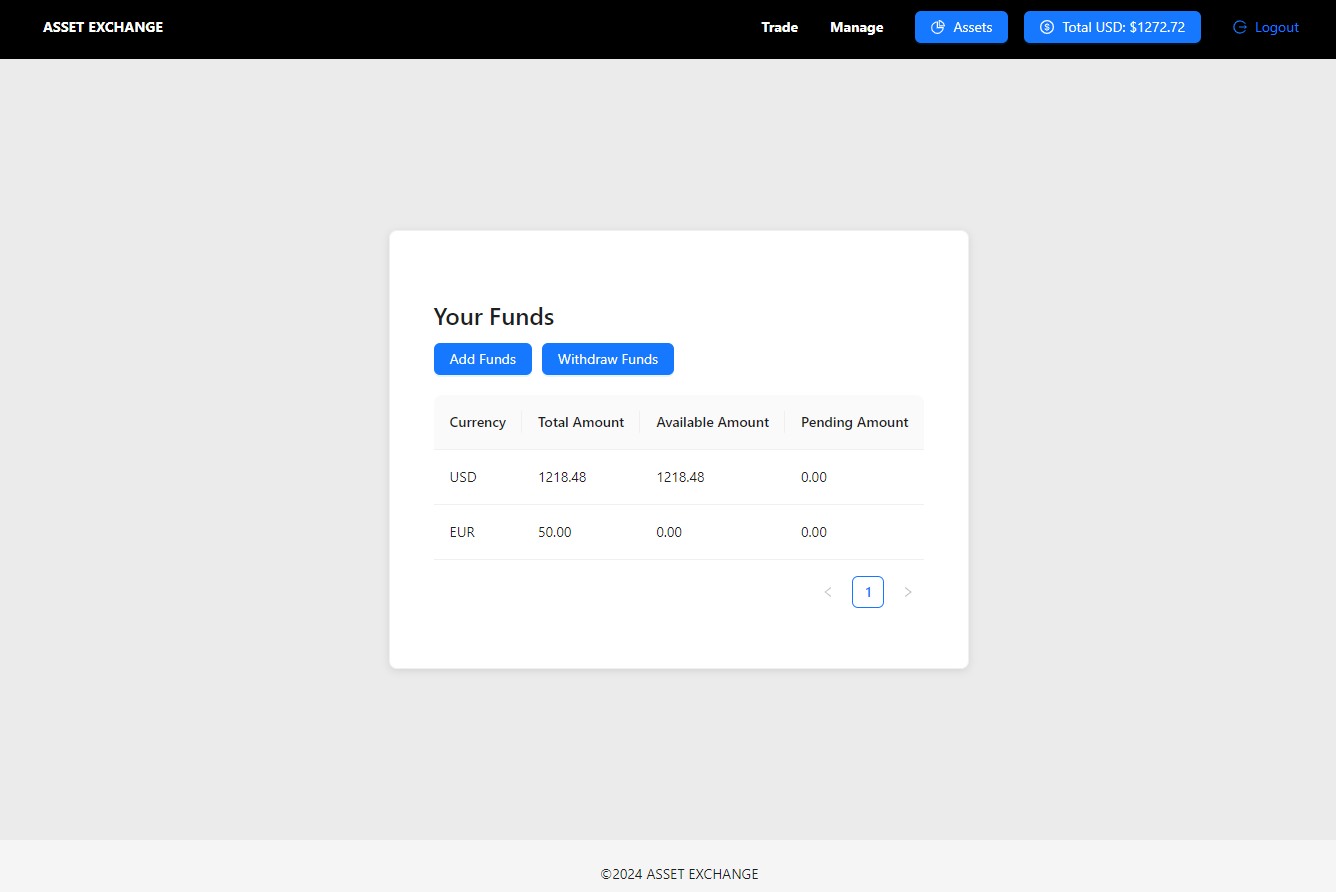 ASSET EXCHANGE
Trade Manage Assets Total USD: $1272.72 Logout
Your Funds
Add Funds Withdraw Funds
Currency Total Amount Available Amount Pending Amount
USD 1218.48 1218.48 0.00
EUR 50.00 0.00 0.00
1
©2024 ASSET EXCHANGE